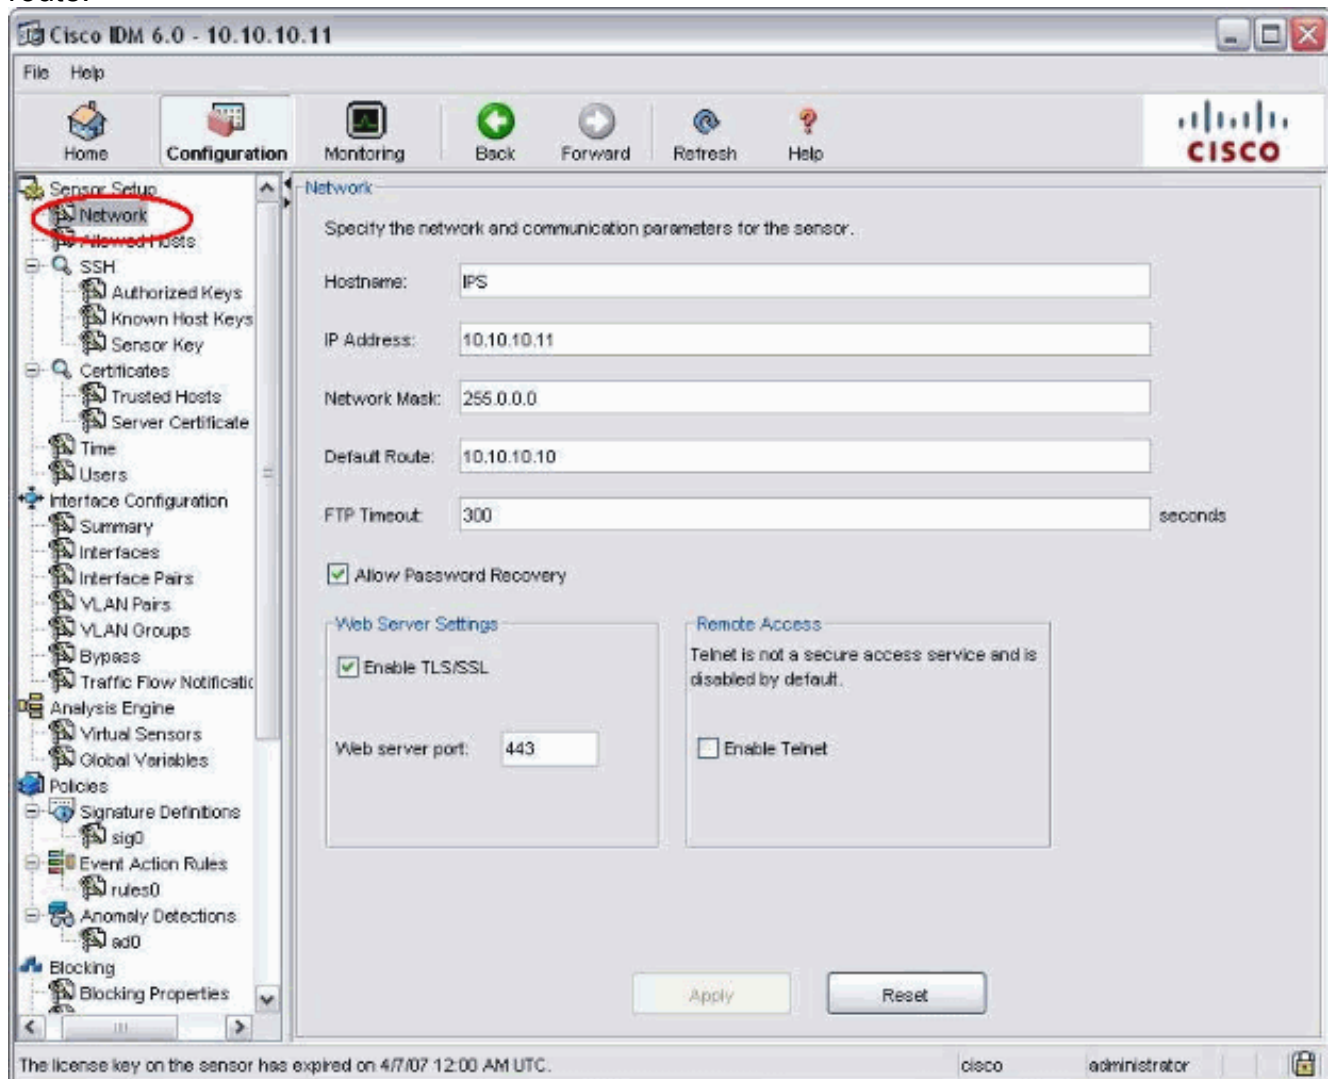 Cisco IDM 6.0 - 10.10.10.11
File Help
Home Configuration Monitoring Back Forward Refresh Help
CISCO
Sensor Setup
Network
Allowed Hosts
SSH
Authorized Keys
Known Host Keys
Sensor Key
Certificates
Trusted Hosts
Server Certificate
Time
Users
Interface Configuration
Summary
Interfaces
Interface Pairs
VLAN Pairs
VLAN Groups
Bypass
Traffic Flow Notificatic
Analysis Engine
Virtual Sensors
Global Variables
Policies
Signature Definitions
sig0
Event Action Rules
rules0
Anomaly Detections
ad0
Blocking
Blocking Properties
Network
Specify the network and communication parameters for the sensor.
Hostname: IPS
IP Address: 10.10.10.11
Network Mask: 255.0.0.0
Default Route: 10.10.10.10
FTP Timeout: 300 seconds
Allow Password Recovery
Web Server Settings
Enable TLS/SSL
Web server port: 443
Remote Access
Telnet is not a secure access service and is
disabled by default.
Enable Telnet
Apply Reset
The license key on the sensor has expired on 4/7/07 12:00 AM UTC. cisco administrator